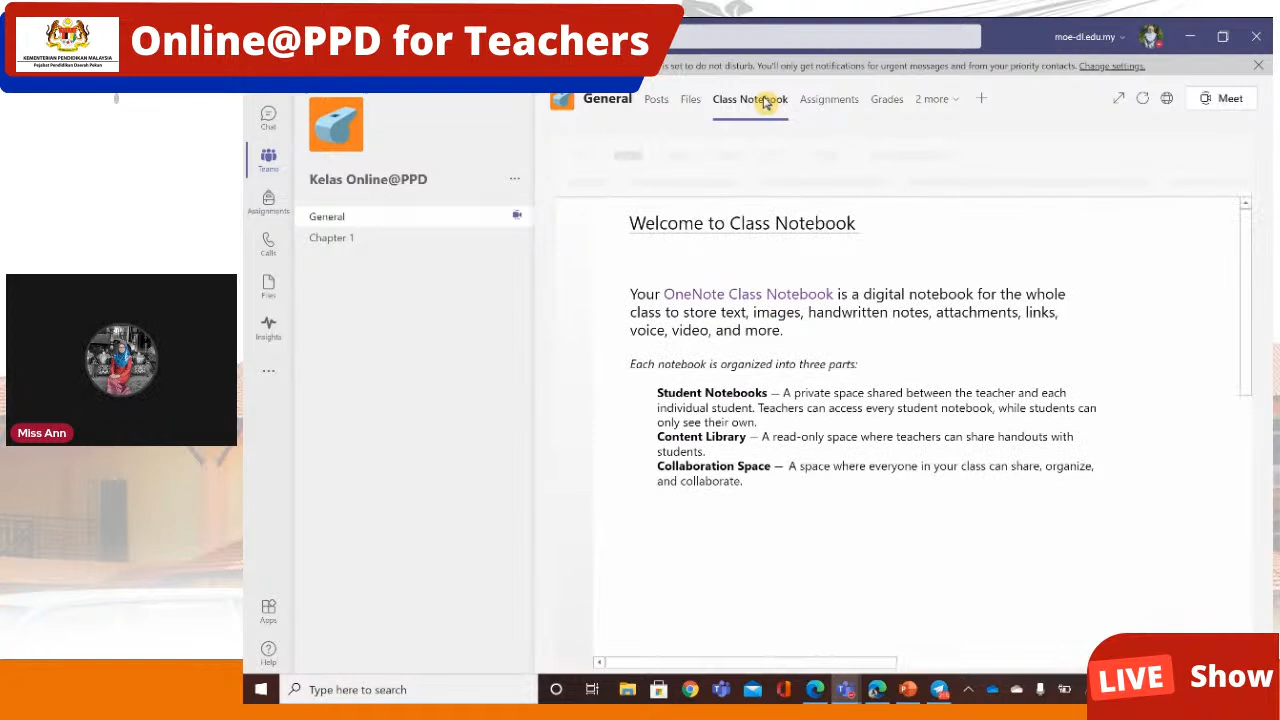 KEMENTERIAN PENDIDIKAN MALAYSIA
Pejabat Pendidikan Daerah Pekan
Online@PPD for Teachers
moe-dl.edu.my
is set to do not disturb. You'll only get notifications for urgent messages and from your priority contacts. Change settings.
General Posts Files Class Notebook Assignments Grades 2 more Meet
Chat
Teams
Assignments
Calls
Files
Insights
Apps
Help
Kelas Online@PPD
General
Chapter 1
Welcome to Class Notebook
Your OneNote Class Notebook is a digital notebook for the whole
class to store text, images, handwritten notes, attachments, links,
voice, video, and more.
Each notebook is organized into three parts:
Student Notebooks — A private space shared between the teacher and each
individual student. Teachers can access every student notebook, while students can
only see their own.
Content Library — A read-only space where teachers can share handouts with
students.
Collaboration Space — A space where everyone in your class can share, organize,
and collaborate.
Miss Ann
Type here to search
LIVE Show